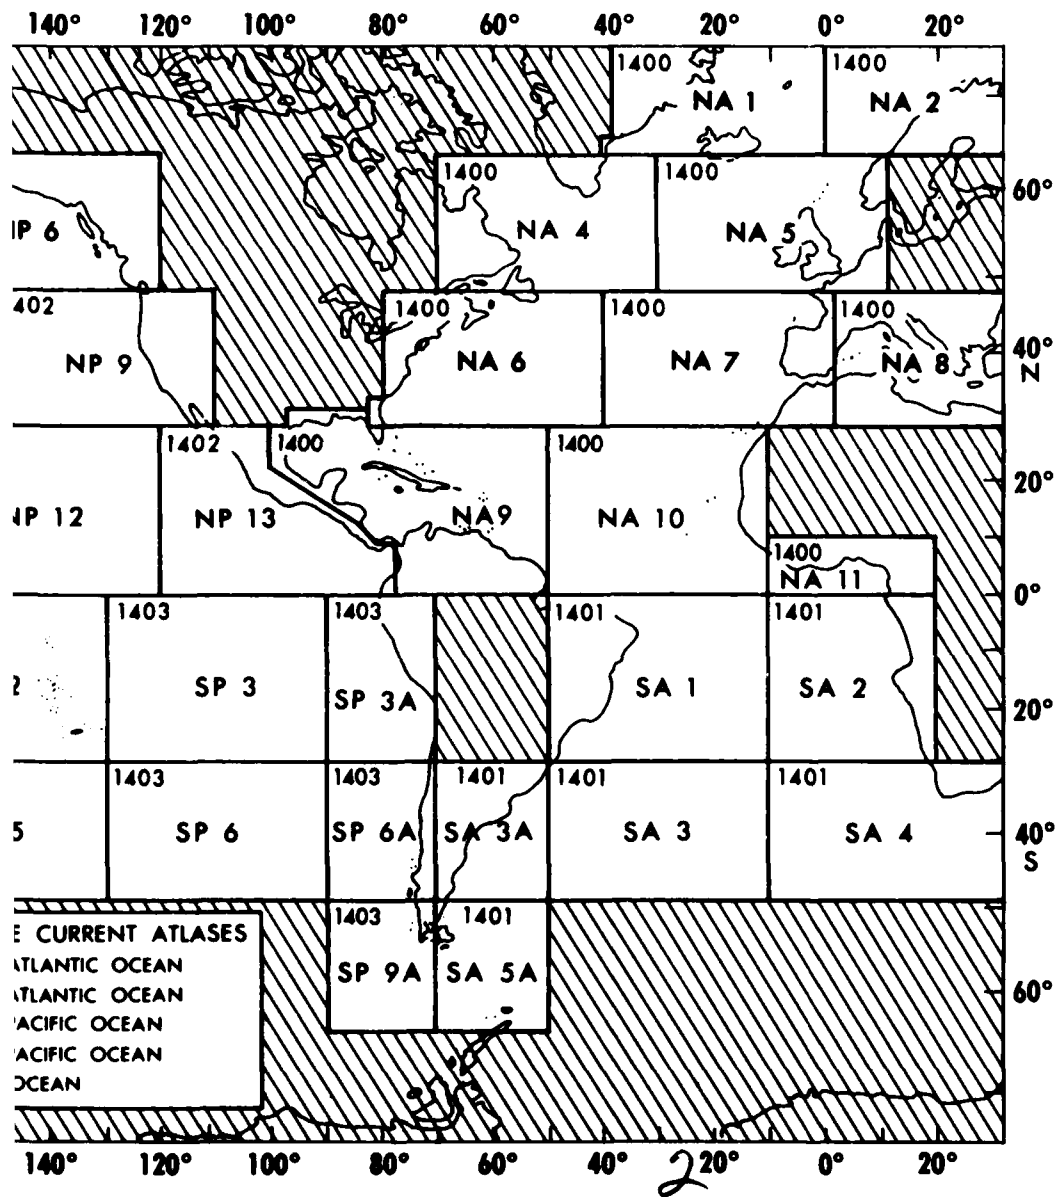 140° 120° 100° 80° 60° 40° 20° 0° 20°
1400 1400
NA 1 NA 2
1400 1400
60°
NP 6 NA 4 NA 5
402 1400 1400 1400
NP 9 NA 6 NA 7 NA 8 40°
N
1402 1400 1400
20°
NP 12 NP 13 NA9 NA 10
1400
NA 11
0°
1403 1403 1401 1401
2 SP 3 SP 3A SA 1 SA 2
20°
1403 1403 1401 1401 1401
5 SP 6 SP 6A SA 3A SA 3 SA 4 40°
S
1403 1401
E CURRENT ATLASES
ATLANTIC OCEAN
SP 9A SA 5A
ATLANTIC OCEAN
60°
PACIFIC OCEAN
PACIFIC OCEAN
OCEAN
140° 120° 100° 80° 60° 40° 20° 0° 20°
2